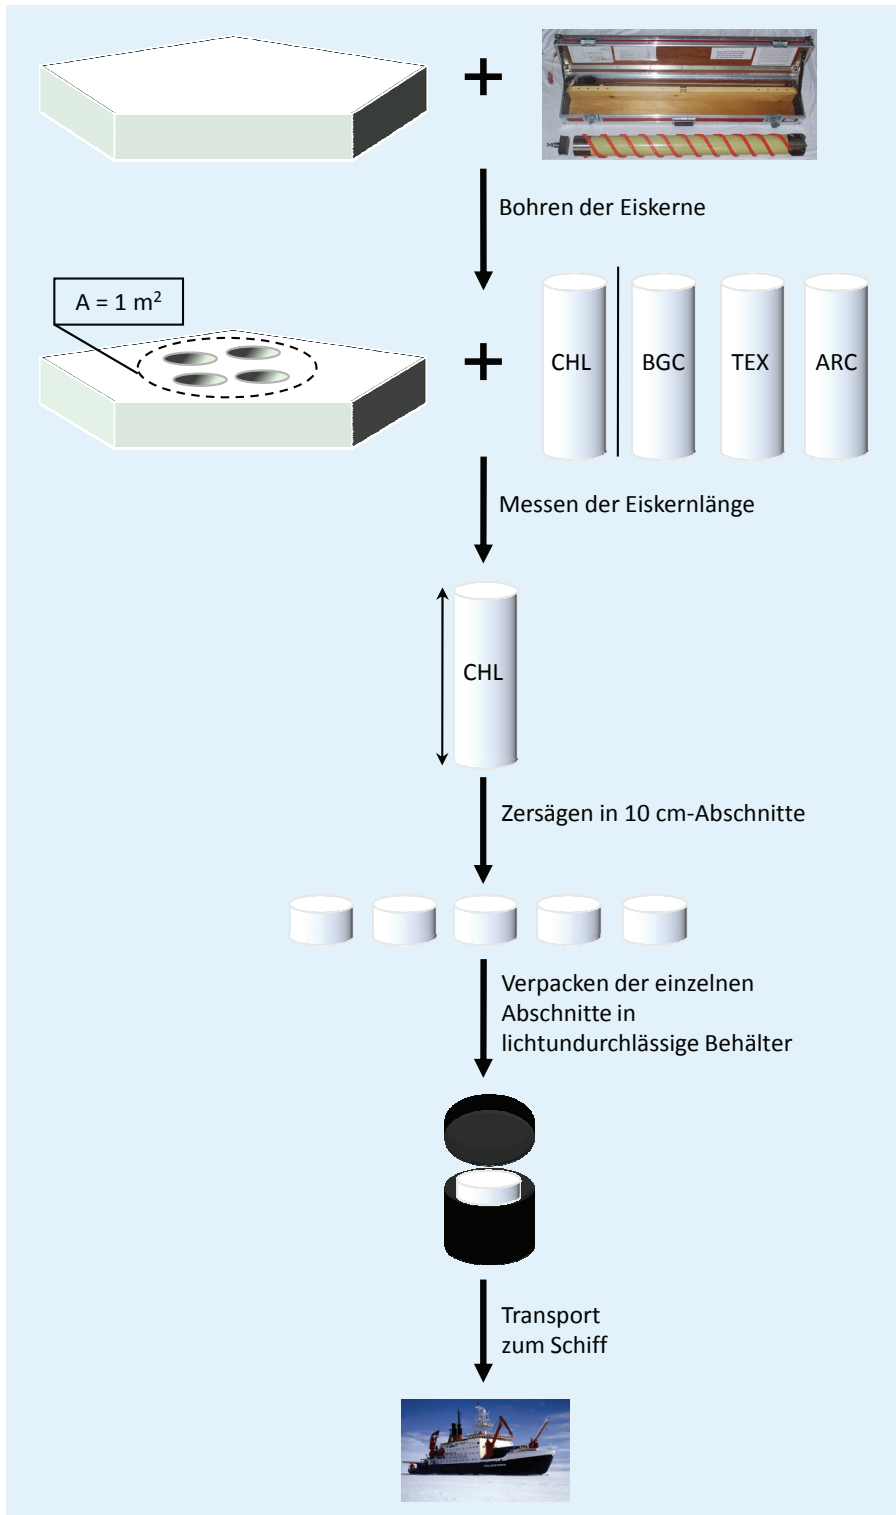 Bohren der Eiskerne
A = 1 m²
CHL
BGC
TEX
ARC
Messen der Eiskernlänge
CHL
Zersägen in 10 cm-Abschnitte
Verpacken der einzelnen
Abschnitte in
lichtundurchlässige Behälter
Transport
zum Schiff